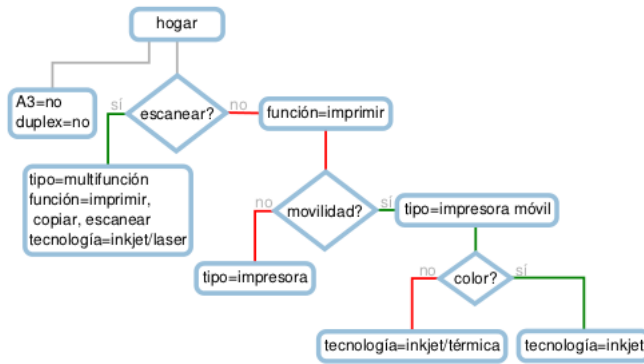 hogar
A3=no
duplex=no
sí
escanear?
no
función=imprimir
tipo=multifunción
función=imprimir,
copiar, escanear
tecnología=inkjet/laser
no
movilidad?
sí
tipo=impresora móvil
tipo=impresora
no
color?
sí
tecnología=inkjet/térmica
tecnología=inkjet